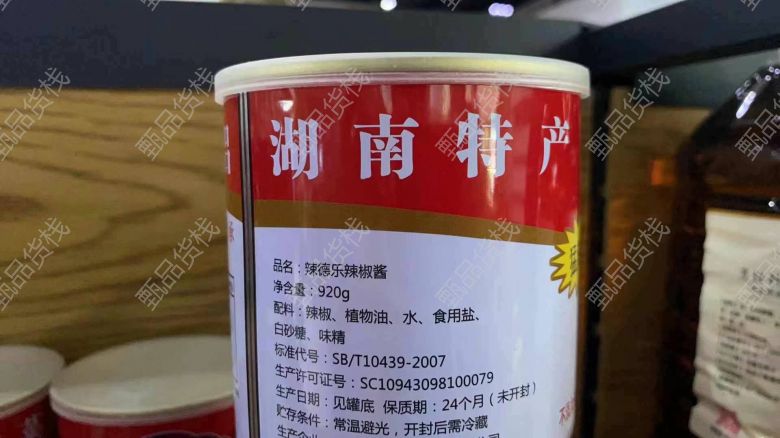 湖南特产
品名：辣德乐辣椒酱
净含量：920g
配料：辣椒、植物油、水、食用盐、
白砂糖、味精
标准代号：SB/T10439-2007
生产许可证号：SC10943098100079
生产日期：见罐底 保质期：24个月（未开封）
贮存条件：常温避光，开封后需冷藏
甄品货栈